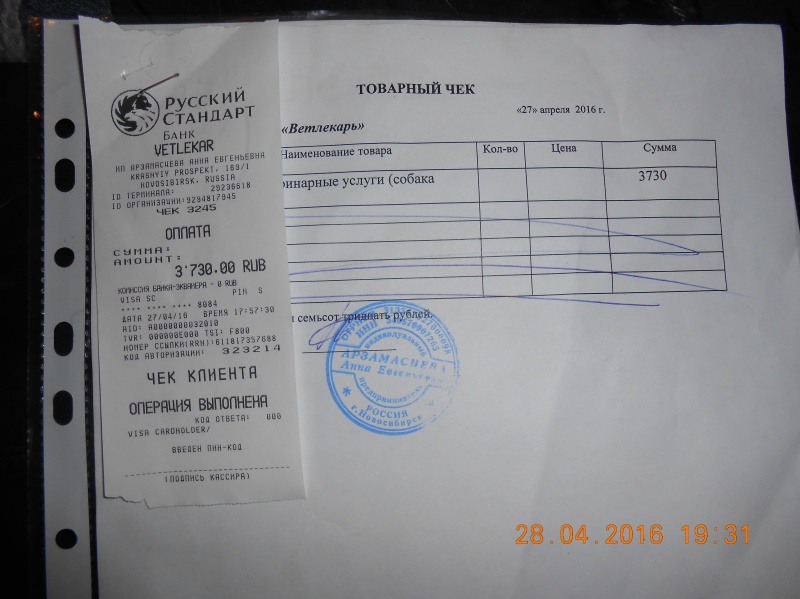 РУССКИЙ
СТАНДАРТ
БАНК
VETLEKAR
ИП АРЗАМАСЦЕВА АННА ЕВГЕНЬЕВНА
KRASNYIY PROSPEKT, 169/1
NOVOSIBIRSK, RUSSIA
ID ТЕРМИНАЛА: 29236618
ID ОРГАНИЗАЦИИ:9294817945
ЧЕК 3245
ОПЛАТА
СУММА:
AMOUNT:
3'730.00 RUB
КОМИССИЯ БАНКА-ЭКВАЙЕРА - 0 RUB
VISA SC PIN S
**** **** **** 8084
ДАТА 27/04/16 ВРЕМЯ 17:57:30
AID: A0000000032010
TVR: 000000E000 TSI: F800
НОМЕР ССЫЛКИ(RRN):611817357688
КОД АВТОРИЗАЦИИ: 323214
ЧЕК КЛИЕНТА
ОПЕРАЦИЯ ВЫПОЛНЕНА
КОД ОТВЕТА: 000
VISA CARDHOLDER/
ВВЕДЕН ПИН-КОД
(ПОДПИСЬ КАССИРА)
ТОВАРНЫЙ ЧЕК
«27» апреля 2016 г.
«Ветлекарь»
Наименование товара Кол-во Цена Сумма
ринарные услуги (собака 3730
и семьсот тридцать рублей.
индивидуальный
АРЗАМАСЦЕВА
Анна Евгеньевна
предприниматель
РОССИЯ
г.Новосибирск
28.04.2016 19:31